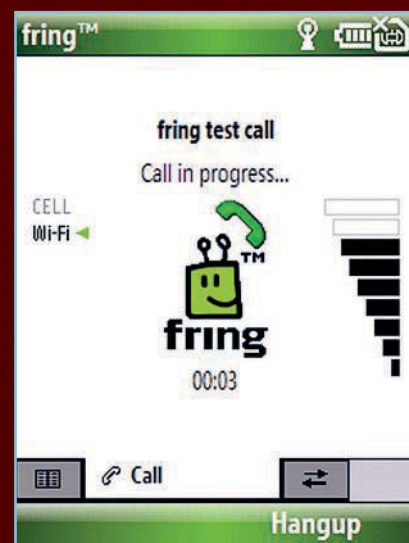 fring™
fring test call
Call in progress...
CELL
Wi-Fi
TM
fring
00:03
Call
Hangup